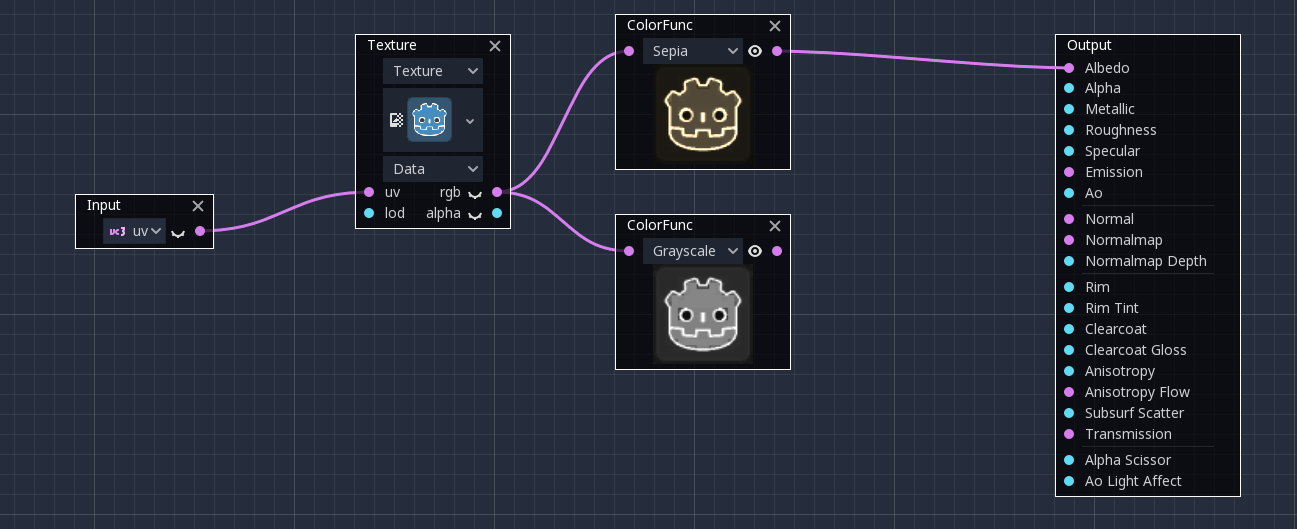 Input
uv
Texture
Texture
Data
uv rgb
lod alpha
ColorFunc
Sepia
ColorFunc
Grayscale
Output
Albedo
Alpha
Metallic
Roughness
Specular
Emission
Ao
Normal
Normalmap
Normalmap Depth
Rim
Rim Tint
Clearcoat
Clearcoat Gloss
Anisotropy
Anisotropy Flow
Subsurf Scatter
Transmission
Alpha Scissor
Ao Light Affect